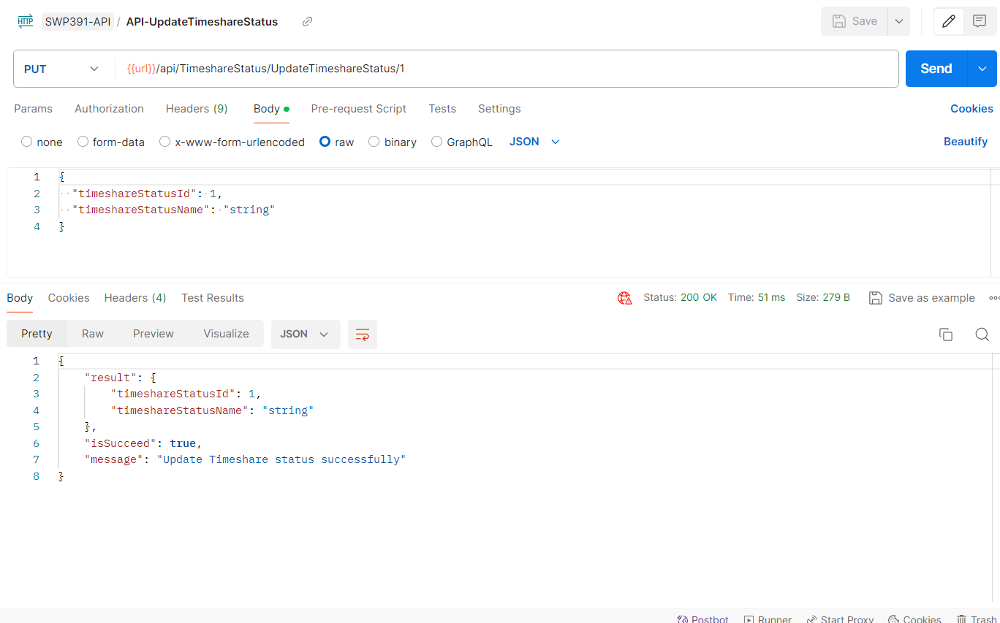 HTTP SWP391-API / API-UpdateTimeshareStatus Save
PUT {{url}}/api/TimeshareStatus/UpdateTimeshareStatus/1 Send
Params Authorization Headers (9) Body Pre-request Script Tests Settings Cookies
none form-data x-www-form-urlencoded raw binary GraphQL JSON Beautify
1 {
2 "timeshareStatusId": 1,
3 "timeshareStatusName": "string"
4 }
Body Cookies Headers (4) Test Results Status: 200 OK Time: 51 ms Size: 279 B Save as example
Pretty Raw Preview Visualize JSON
1 {
2 "result": {
3 "timeshareStatusId": 1,
4 "timeshareStatusName": "string"
5 },
6 "isSucceed": true,
7 "message": "Update Timeshare status successfully"
8 }
Postbot Runner Start Proxy Cookies Trash